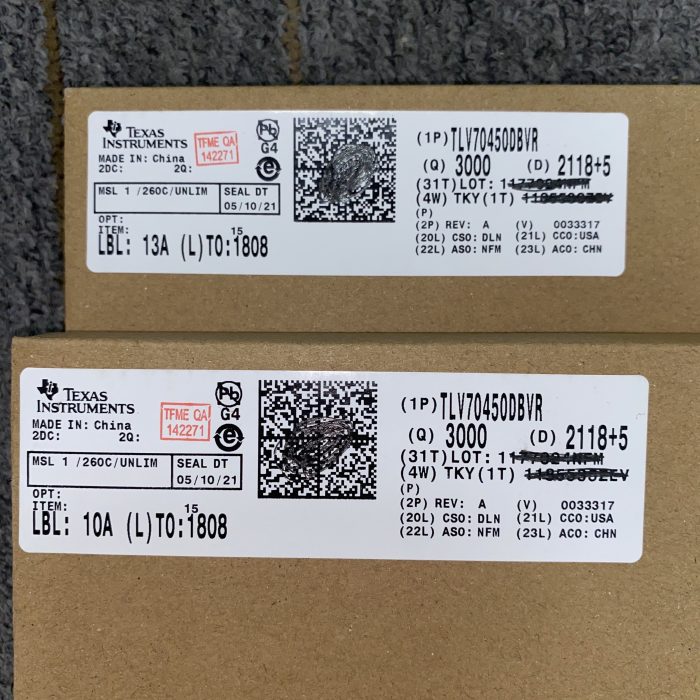 TEXAS
INSTRUMENTS
MADE IN: China
2DC: 2Q:
TFME QA
142271
Pb
G4
e
MSL 1 /260C/UNLIM
SEAL DT
05/10/21
OPT:
ITEM: 15
LBL: 13A (L)TO:1808
(1P)TLV70450DBVR
(Q) 3000 (D) 2118+5
(31T)LOT:
(4W) TKY(1T)
(P)
(2P) REV: A (V) 0033317
(20L) CSO: DLN (21L) CCO:USA
(22L) ASO: NFM (23L) ACO: CHN
TEXAS
INSTRUMENTS
MADE IN: China
2DC: 2Q:
TFME QA
142271
Pb
G4
e
MSL 1 /260C/UNLIM
SEAL DT
05/10/21
OPT:
ITEM: 15
LBL: 10A (L)TO:1808
(1P)TLV70450DBVR
(Q) 3000 (D) 2118+5
(31T)LOT:
(4W) TKY(1T)
(P)
(2P) REV: A (V) 0033317
(20L) CSO: DLN (21L) CCO:USA
(22L) ASO: NFM (23L) ACO: CHN